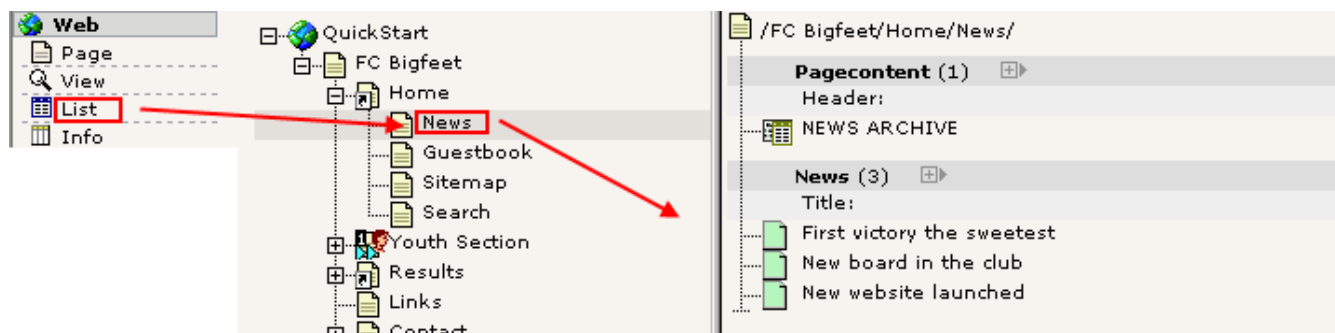 Web
Page
View
List
Info
QuickStart
FC Bigfeet
Home
News
Guestbook
Sitemap
Search
Youth Section
Results
Links
Contact
/FC Bigfeet/Home/News/
Pagecontent (1)
Header:
NEWS ARCHIVE
News (3)
Title:
First victory the sweetest
New board in the club
New website launched